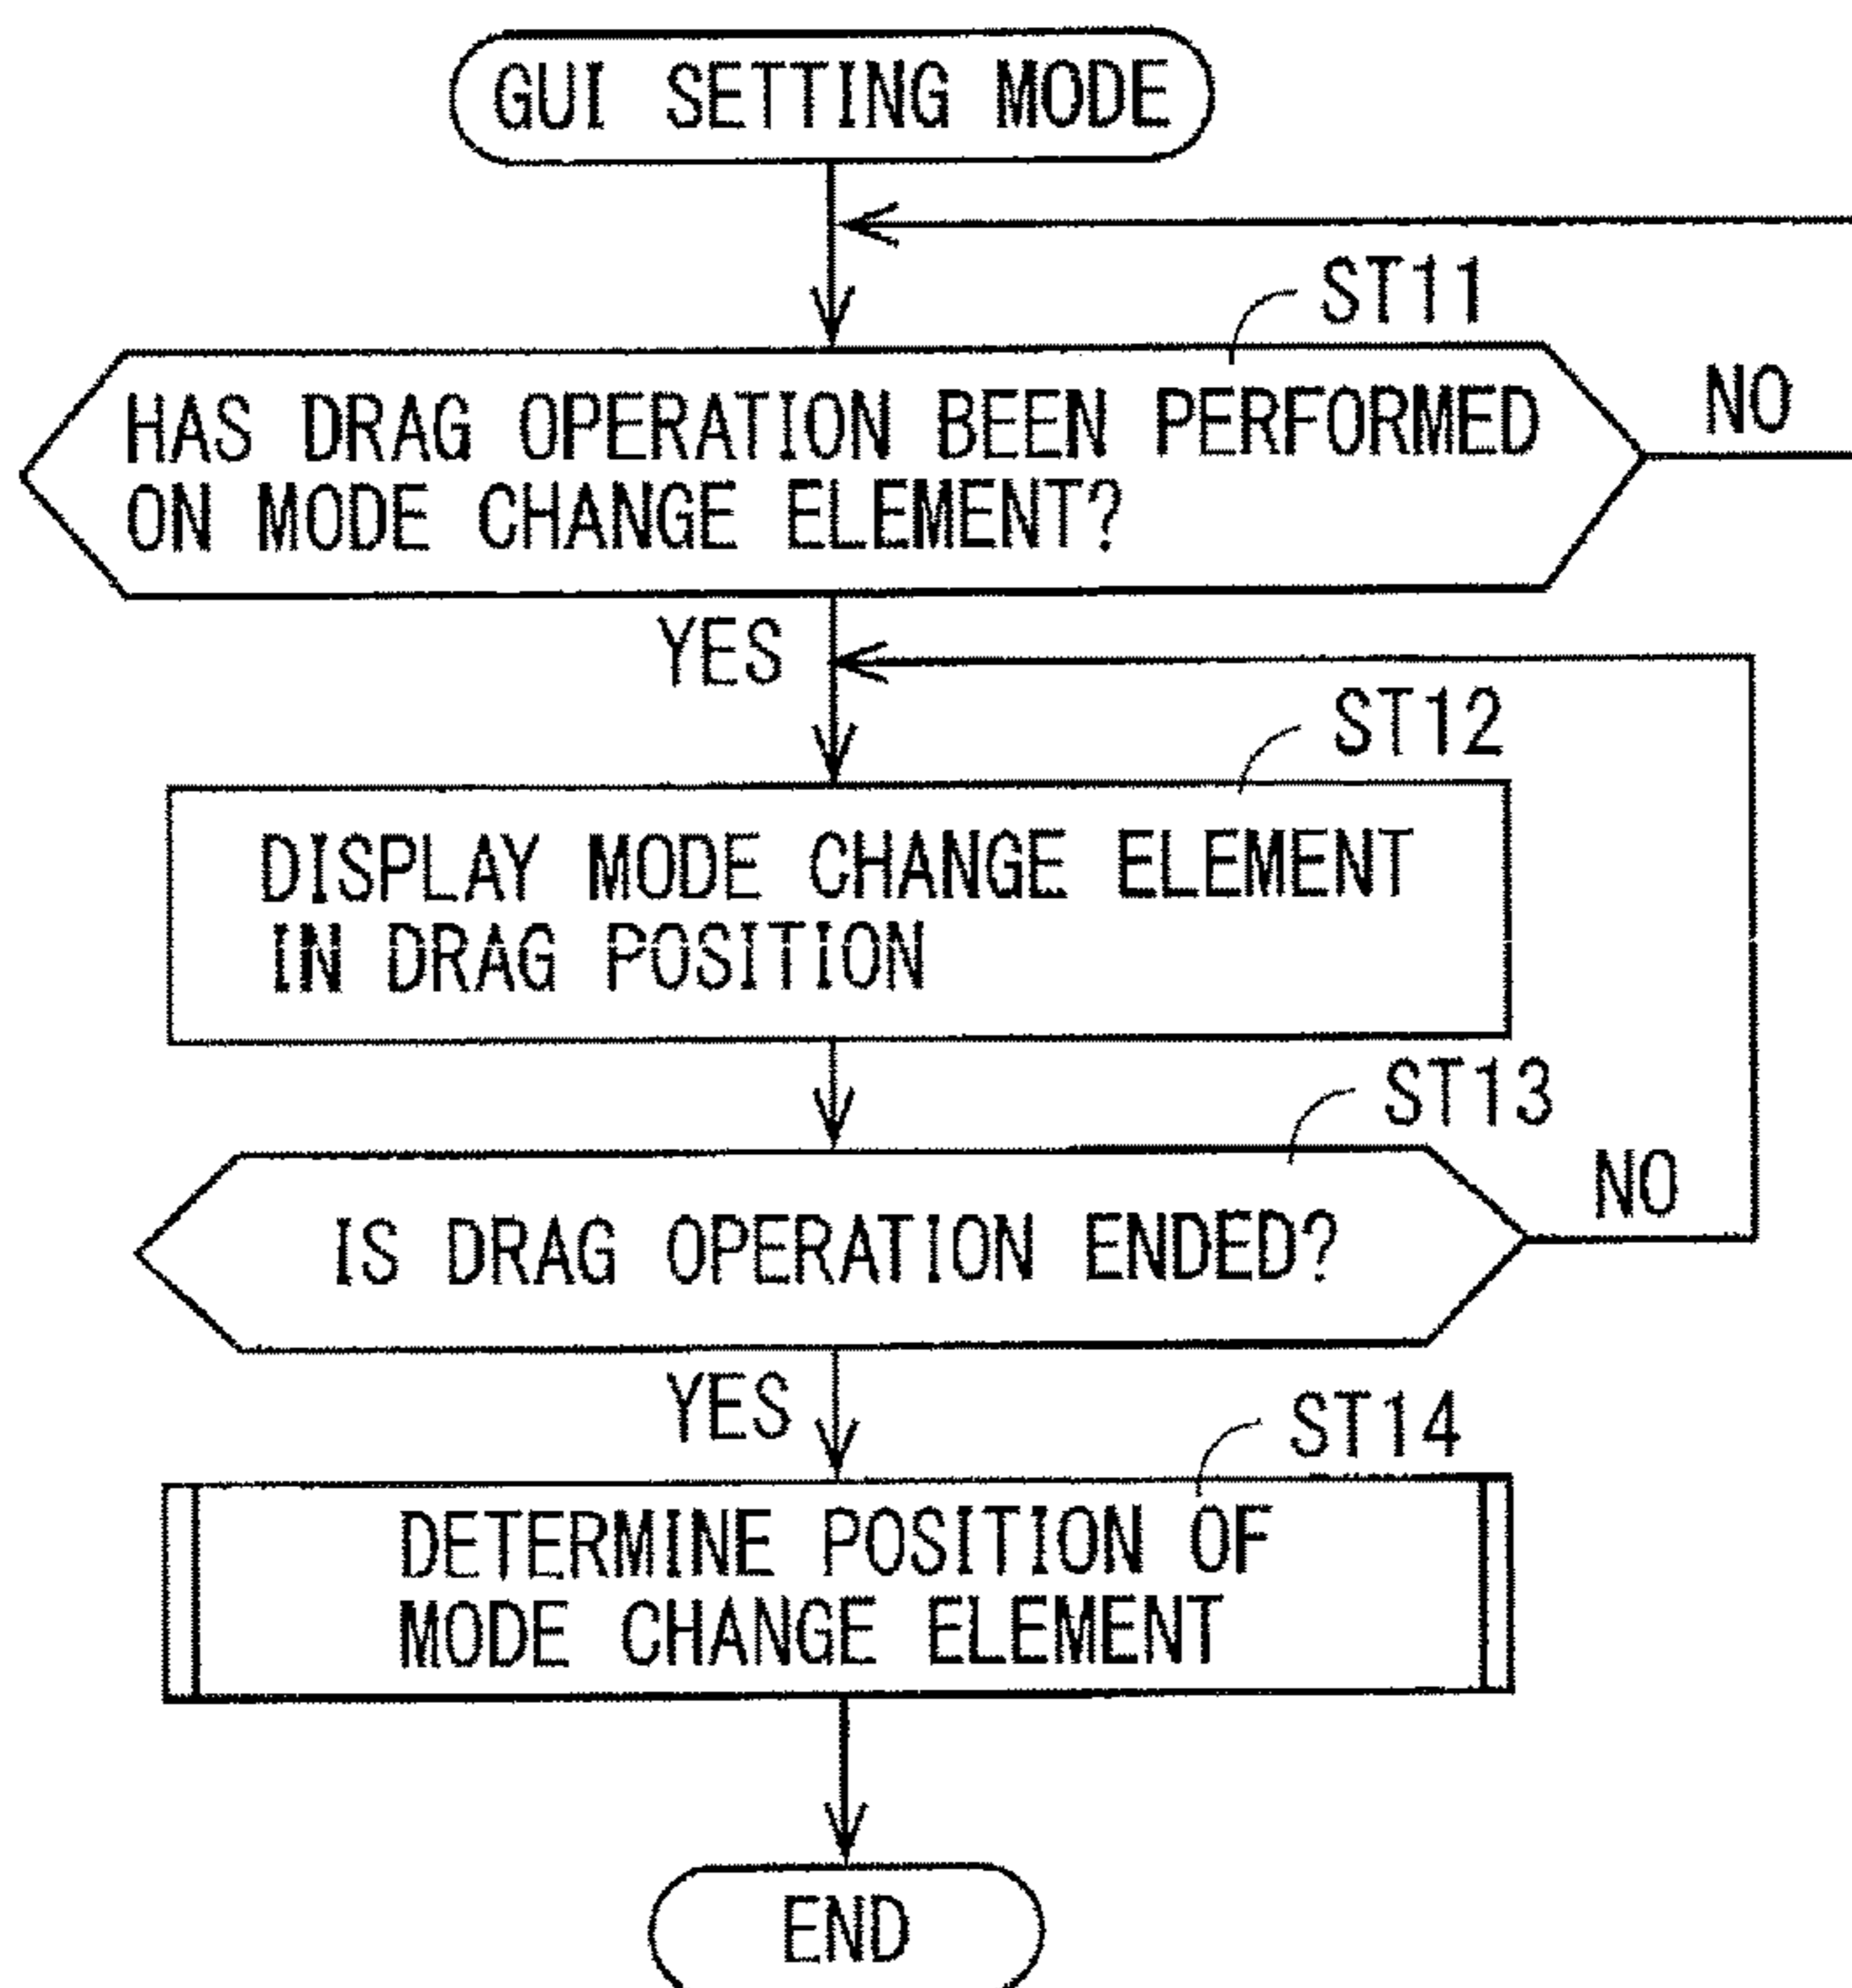 GUI SETTING MODE
ST11
HAS DRAG OPERATION BEEN PERFORMED
ON MODE CHANGE ELEMENT?
NO
YES
ST12
DISPLAY MODE CHANGE ELEMENT
IN DRAG POSITION
ST13
IS DRAG OPERATION ENDED?
NO
YES
ST14
DETERMINE POSITION OF
MODE CHANGE ELEMENT
END